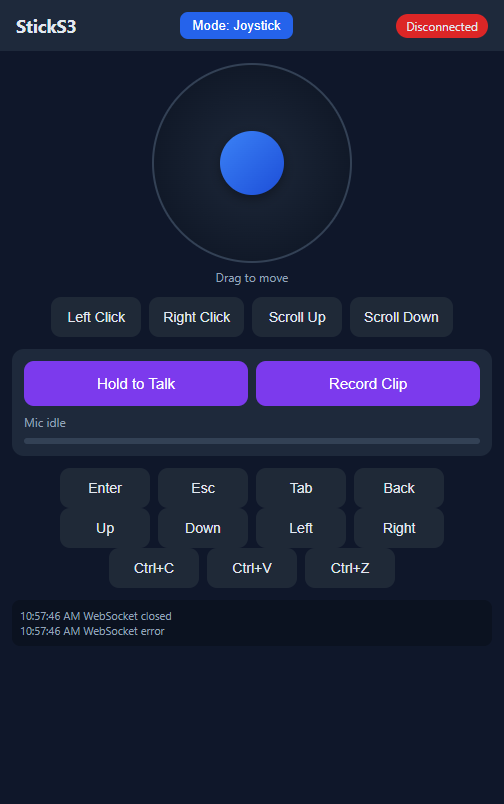 StickS3
Mode: Joystick
Disconnected
Drag to move
Left Click
Right Click
Scroll Up
Scroll Down
Hold to Talk
Record Clip
Mic idle
Enter
Esc
Tab
Back
Up
Down
Left
Right
Ctrl+C
Ctrl+V
Ctrl+Z
10:57:46 AM WebSocket closed
10:57:46 AM WebSocket error